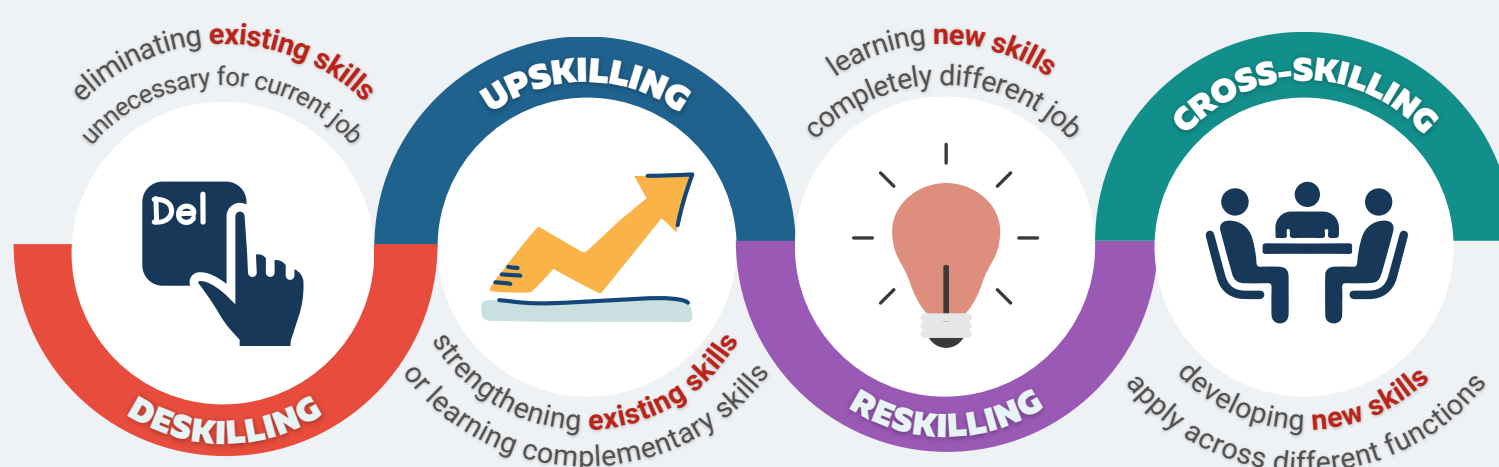 eliminating existing skills
unnecessary for current job
Del
DESKILLING
UPSKILLING
strengthening existing skills
or learning complementary skills
learning new skills
completely different job
RESKILLING
CROSS-SKILLING
developing new skills
apply across different functions